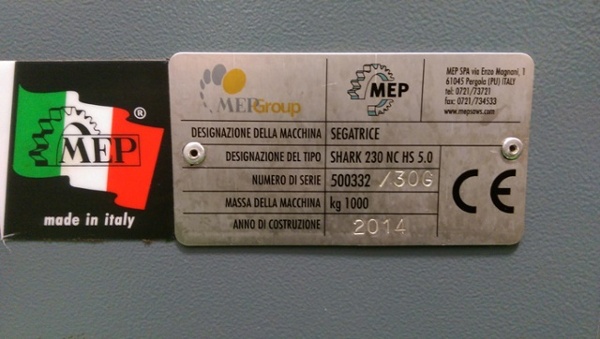 MEP
®
made in italy
MEPGroup
MEP
MEP SPA via Enzo Magnani, 1
61045 Pergola (PU) ITALY
tel: 0721/73721
fax: 0721/734533
www.mepsaws.com
DESIGNAZIONE DELLA MACCHINA SEGATRICE
DESIGNAZIONE DEL TIPO SHARK 230 NC HS 5.0
NUMERO DI SERIE 500332 /30G
MASSA DELLA MACCHINA kg 1000
ANNO DI COSTRUZIONE 2014
CE